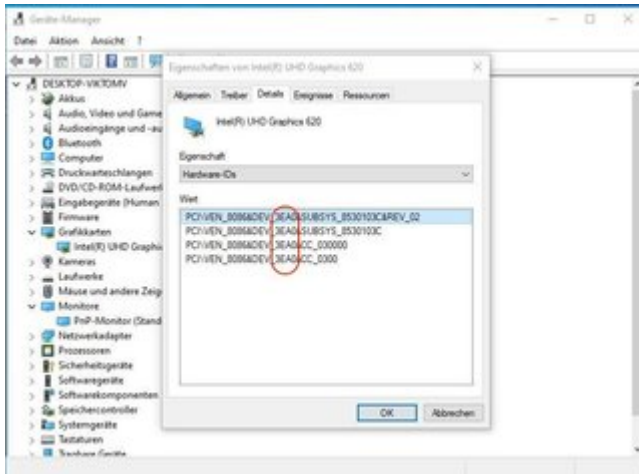 Geräte-Manager
Datei Aktion Ansicht ?
DESKTOP-VIKTOMV
Akkus
Audio, Video und Game
Audioeingänge und -au
Bluetooth
Computer
Druckwarteschlangen
DVD/CD-ROM-Laufwerk
Eingabegeräte (Human
Firmware
Grafikkarten
Intel(R) UHD Graphi
Kameras
Laufwerke
Mäuse und andere Zeig
Monitore
PnP-Monitor (Stand
Netzwerkadapter
Prozessoren
Sicherheitsgeräte
Softwaregeräte
Softwarekomponenten
Speichercontroller
Systemgeräte
Tastaturen
Tragbare Geräte
Eigenschaften von Intel(R) UHD Graphics 620
Allgemein Treiber Details Ereignisse Ressourcen
Intel(R) UHD Graphics 620
Eigenschaft
Hardware-IDs
Wert
PCI\VEN_8086&DEV_3EA0&SUBSYS_8530103C&REV_02
PCI\VEN_8086&DEV_3EA0&SUBSYS_8530103C
PCI\VEN_8086&DEV_3EA0&CC_030000
PCI\VEN_8086&DEV_3EA0&CC_0300
OK Abbrechen